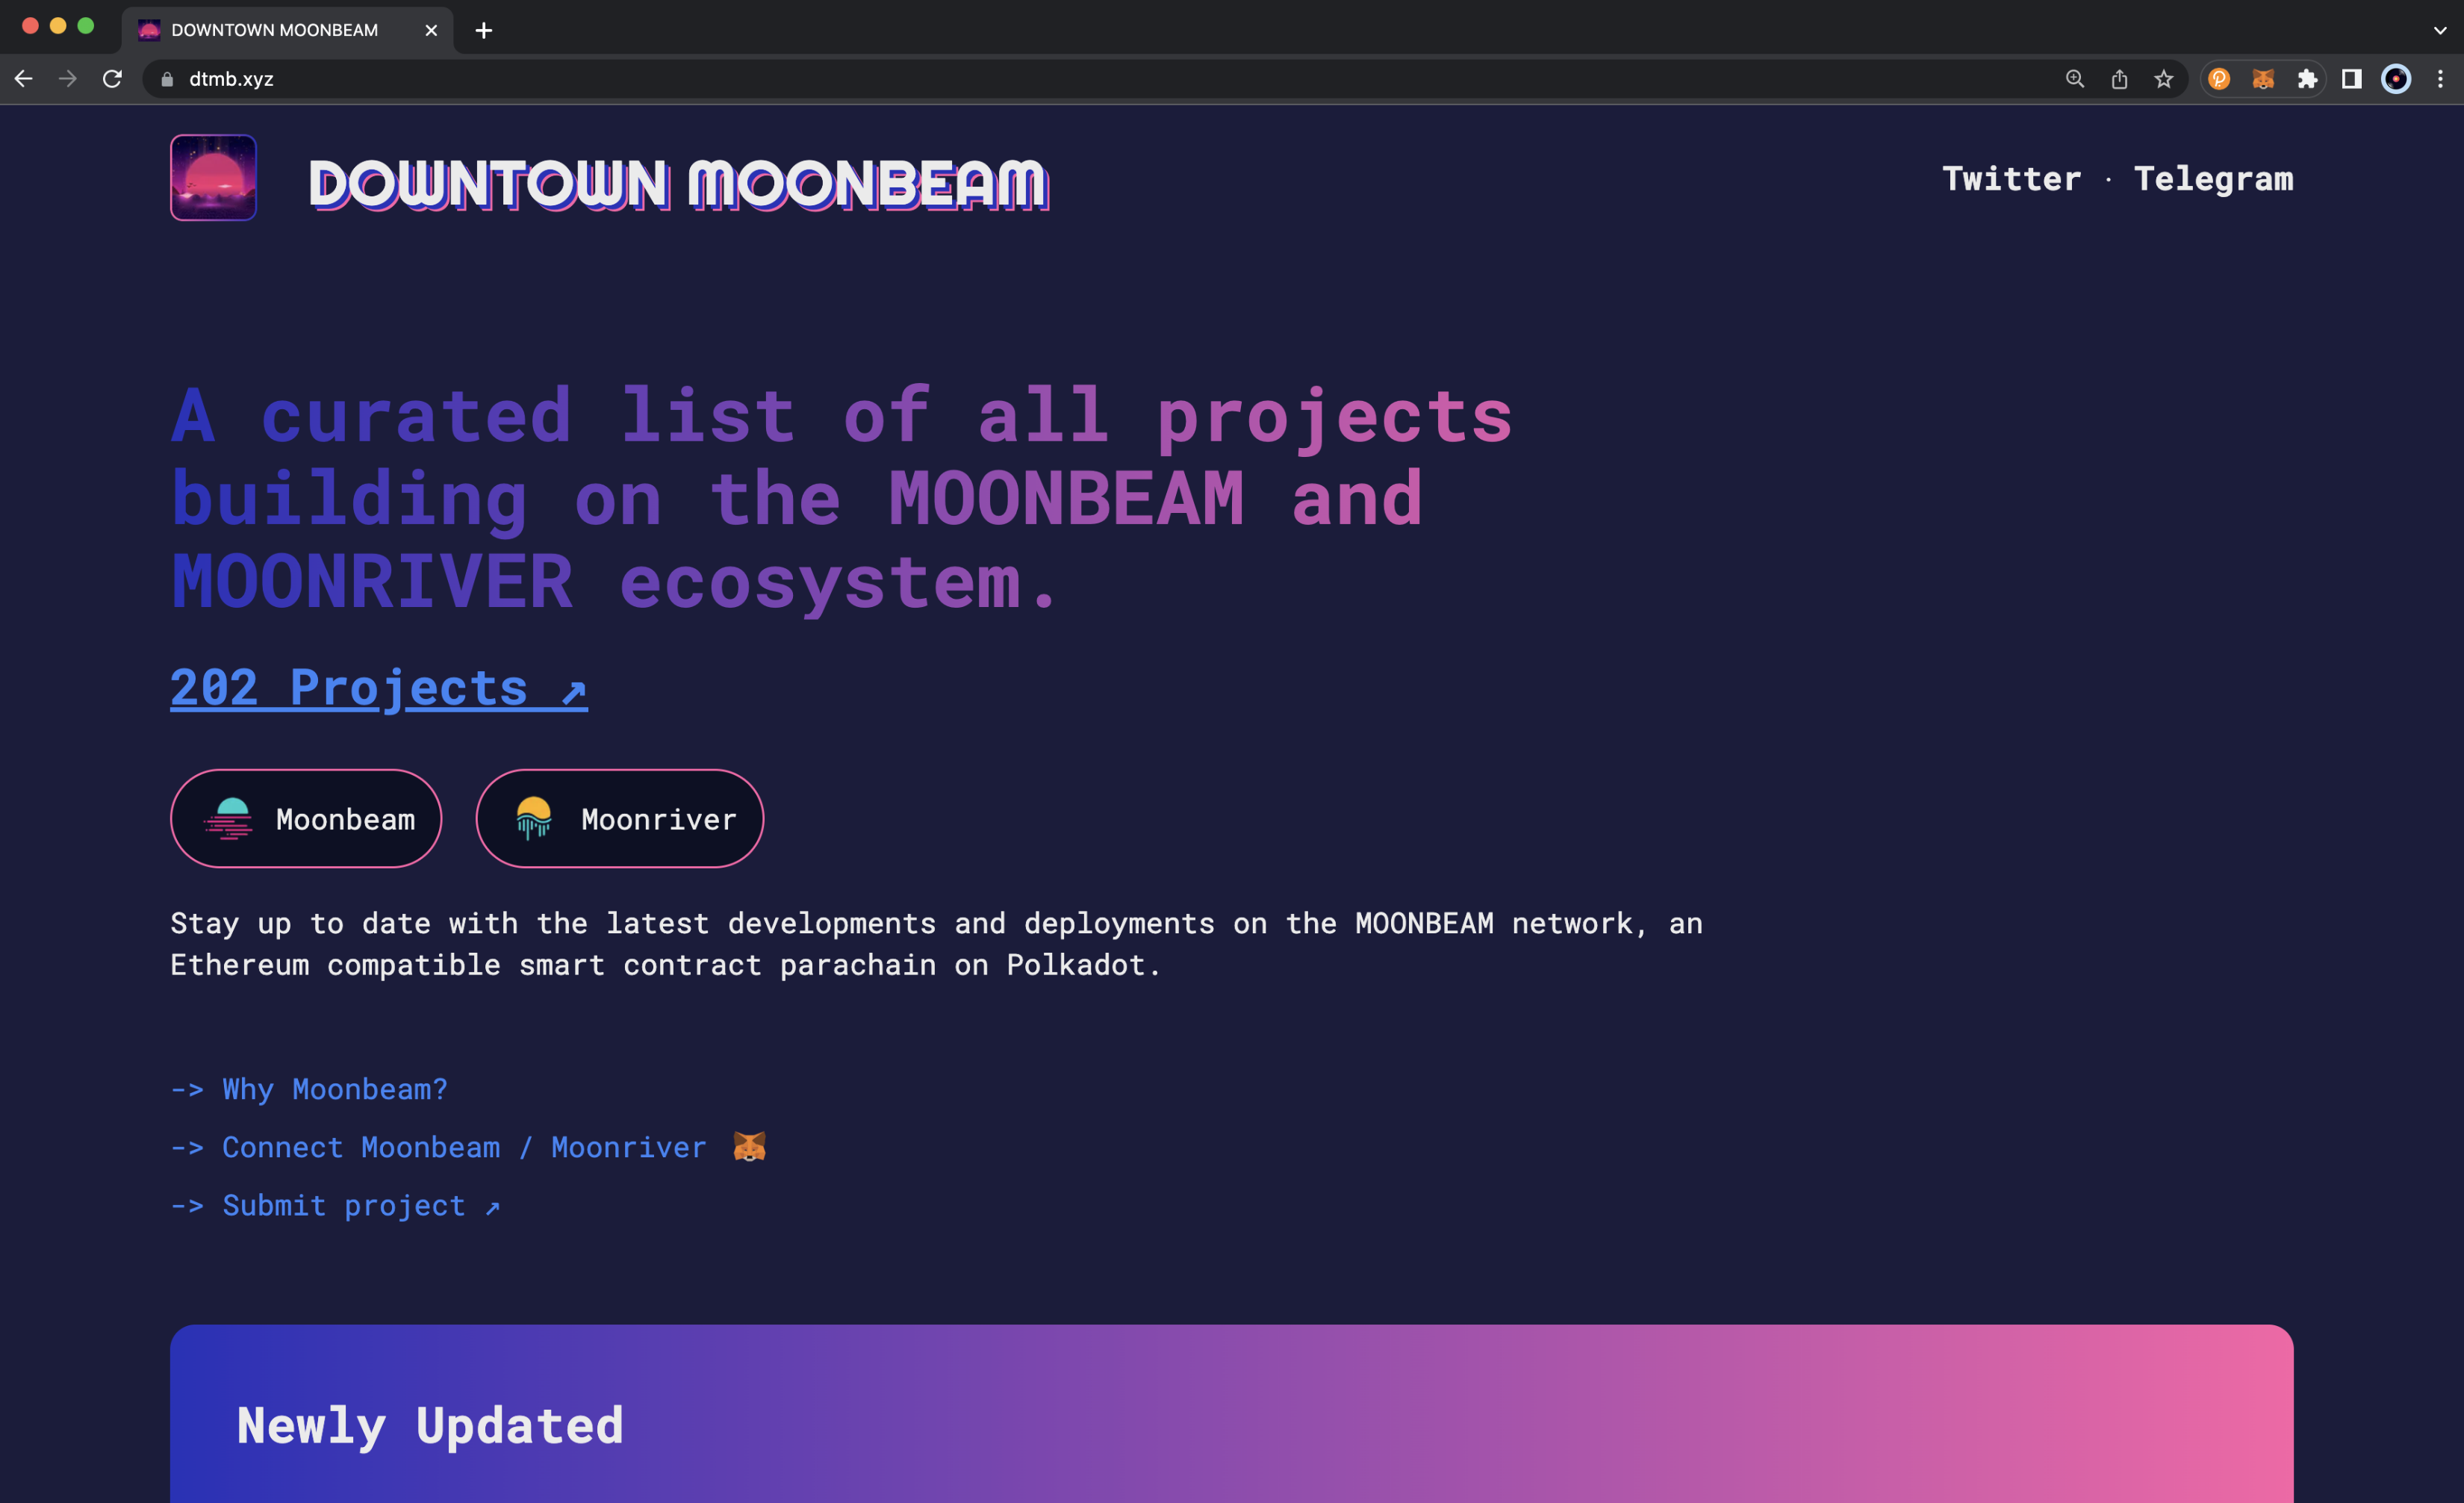 DOWNTOWN MOONBEAM
dtmb.xyz
DOWNTOWN MOONBEAM
Twitter · Telegram
A curated list of all projects
building on the MOONBEAM and
MOONRIVER ecosystem.
202 Projects ↗
Moonbeam
Moonriver
Stay up to date with the latest developments and deployments on the MOONBEAM network, an
Ethereum compatible smart contract parachain on Polkadot.
-> Why Moonbeam?
-> Connect Moonbeam / Moonriver
-> Submit project ↗
Newly Updated